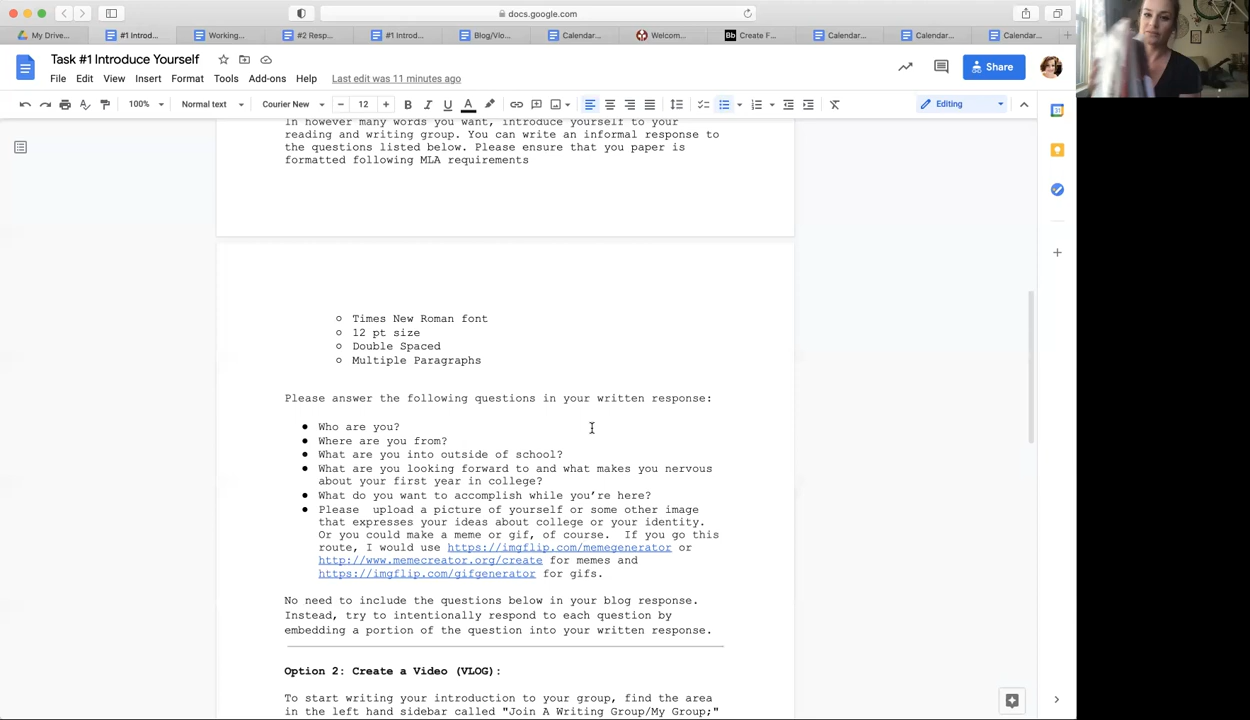 docs.google.com
My Drive...
#1 Introd...
Working...
#2 Resp...
#1 Introd...
Blog/Vlo...
Calendar...
Welcom...
Bb Create F...
Calendar...
Calendar...
Calendar...
Task #1 Introduce Yourself
File Edit View Insert Format Tools Add-ons Help Last edit was 11 minutes ago
Share
100% Normal text Courier New 12 B I U A Editing
In however many words you want, introduce yourself to your
reading and writing group. You can write an informal response to
the questions listed below. Please ensure that you paper is
formatted following MLA requirements
Times New Roman font
12 pt size
Double Spaced
Multiple Paragraphs
Please answer the following questions in your written response:
Who are you?
Where are you from?
What are you into outside of school?
What are you looking forward to and what makes you nervous
about your first year in college?
What do you want to accomplish while you're here?
Please upload a picture of yourself or some other image
that expresses your ideas about college or your identity.
Or you could make a meme or gif, of course. If you go this
route, I would use https://imgflip.com/memegenerator or
http://www.memecreator.org/create for memes and
https://imgflip.com/gifgenerator for gifs.
No need to include the questions below in your blog response.
Instead, try to intentionally respond to each question by
embedding a portion of the question into your written response.
Option 2: Create a Video (VLOG):
To start writing your introduction to your group, find the area
in the left hand sidebar called "Join A Writing Group/My Group;"